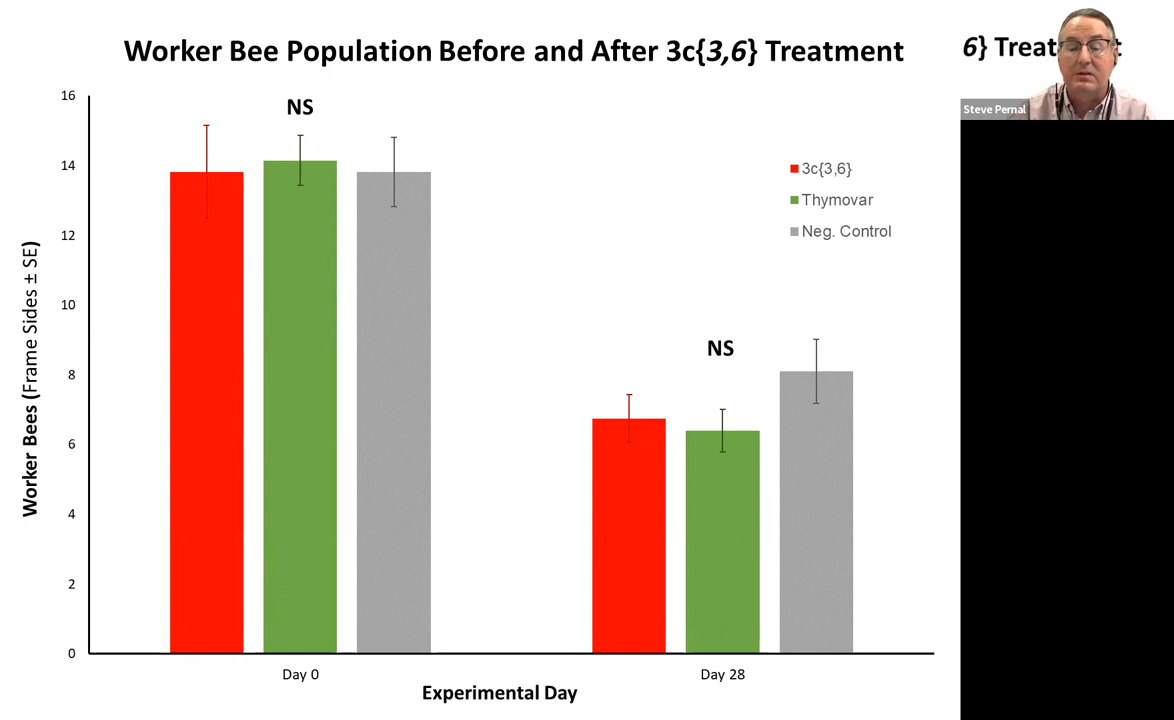 Worker Bee Population Before and After 3c{3,6} Treatment
6} Treat t
Steve Pernal
16
14
12
10
8
6
4
2
0
Worker Bees (Frame Sides ± SE)
NS
NS
3c{3,6}
Thymovar
Neg. Control
Day 0
Day 28
Experimental Day